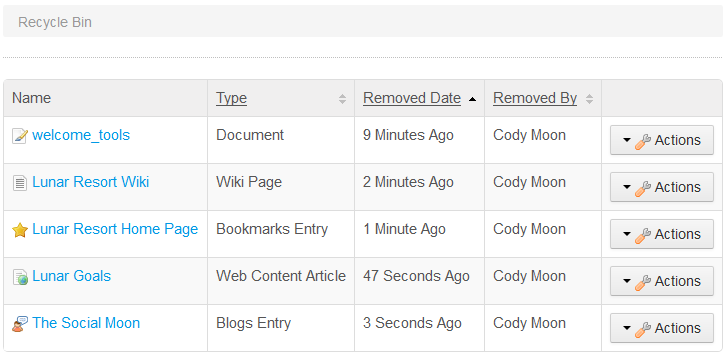 Recycle Bin
Name Type Removed Date Removed By
welcome_tools Document 9 Minutes Ago Cody Moon Actions
Lunar Resort Wiki Wiki Page 2 Minutes Ago Cody Moon Actions
Lunar Resort Home Page Bookmarks Entry 1 Minute Ago Cody Moon Actions
Lunar Goals Web Content Article 47 Seconds Ago Cody Moon Actions
The Social Moon Blogs Entry 3 Seconds Ago Cody Moon Actions